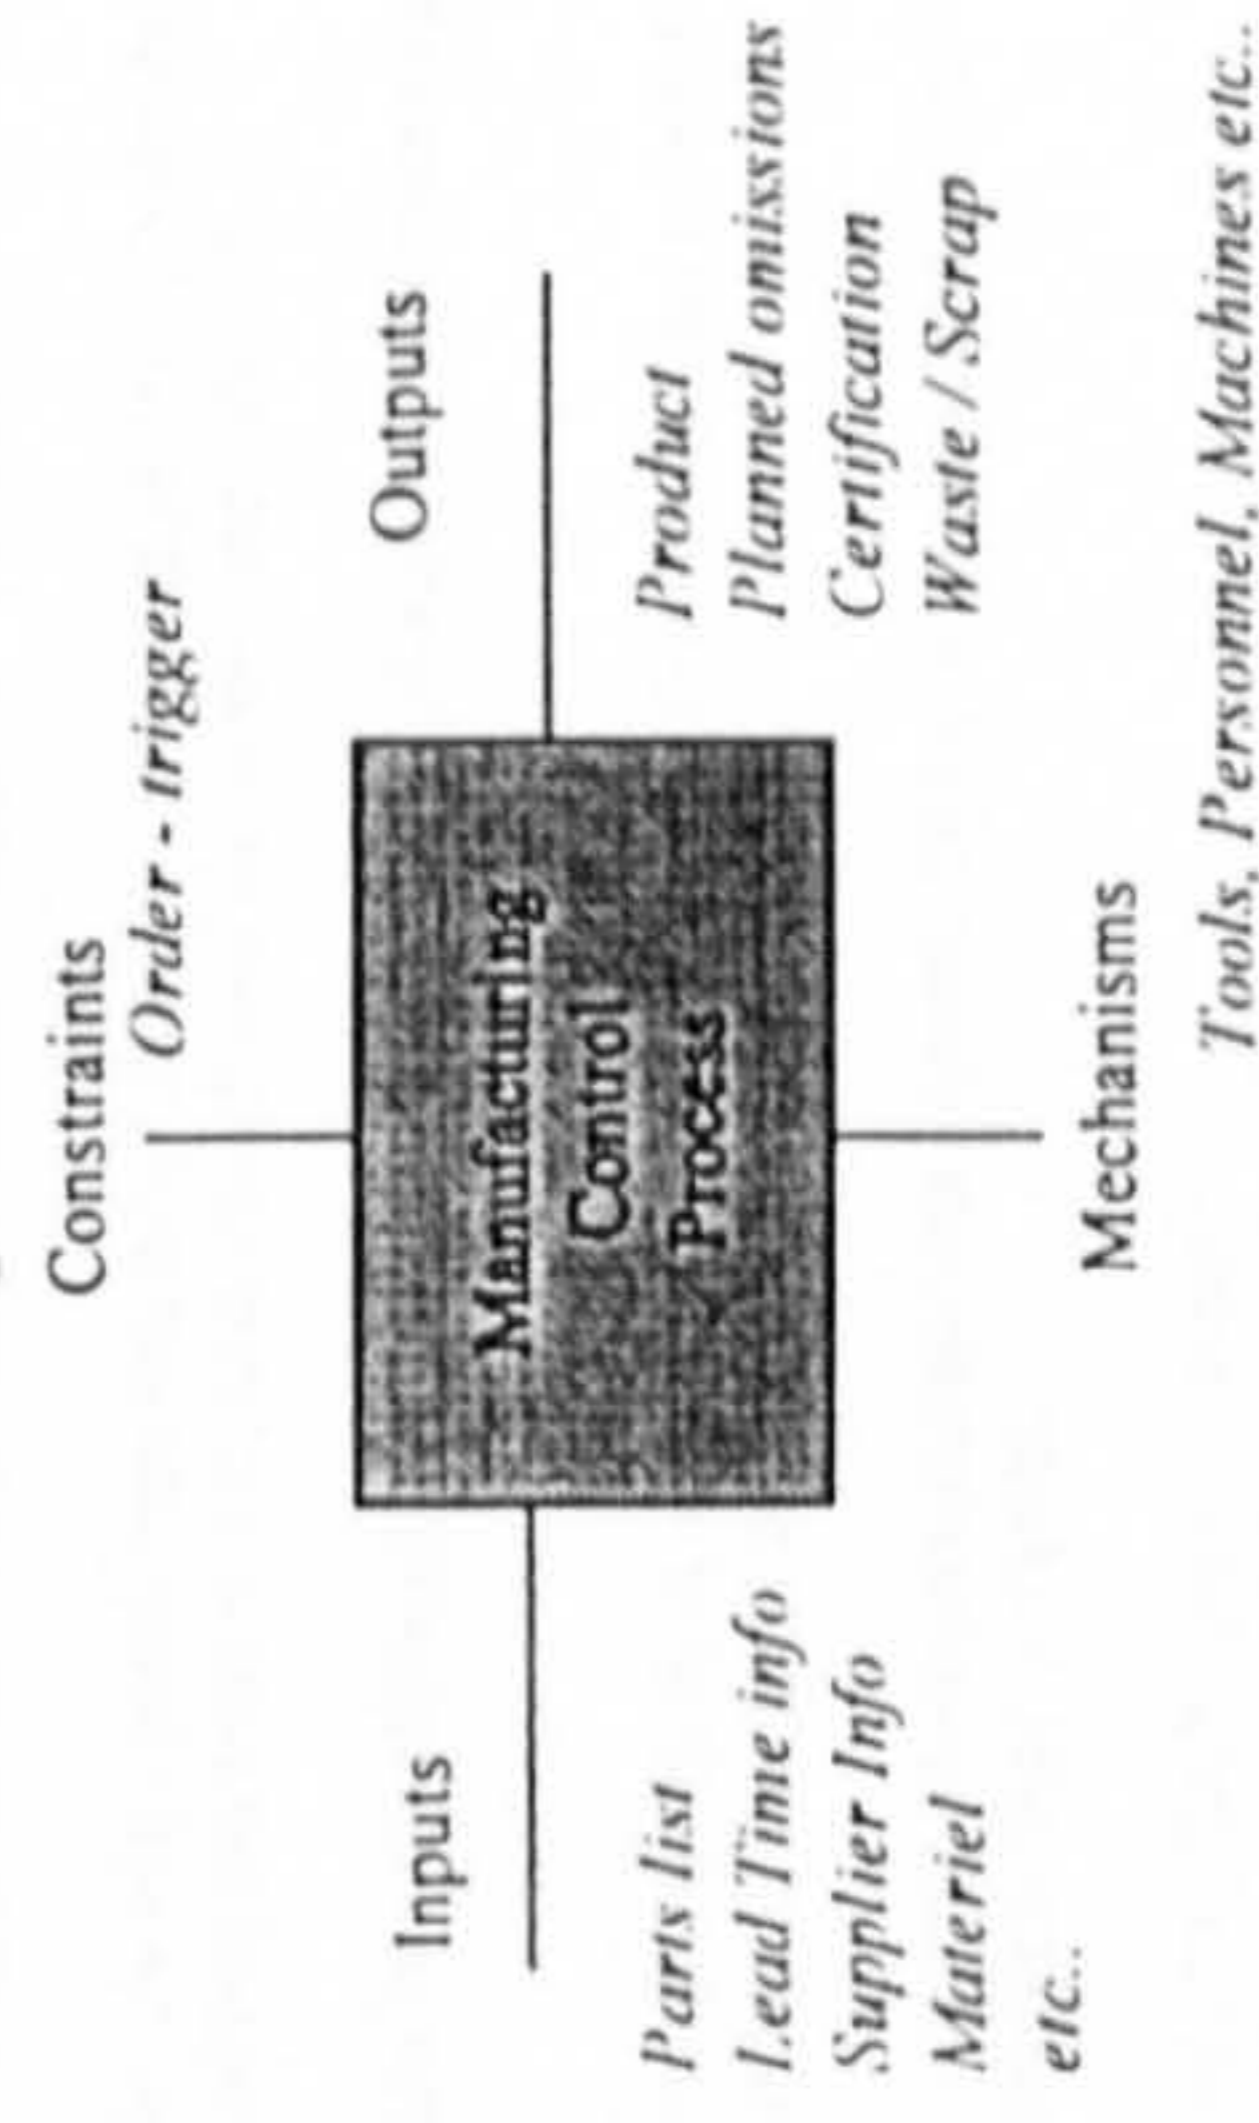 Constraints
Order - trigger
Inputs
Outputs
Manufacturing
Control
Process
Parts list
Lead Time info
Supplier Info
Materiel
etc...
Product
Planned omissions
Certification
Waste / Scrap
Mechanisms
Tools, Personnel, Machines etc...